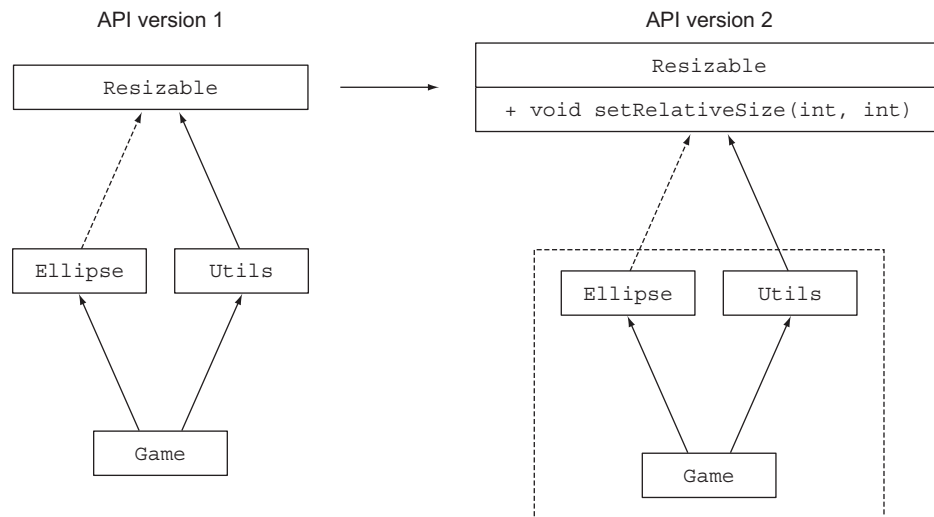 API version 1
Resizable
Ellipse
Utils
Game
API version 2
Resizable
+ void setRelativeSize(int, int)
Ellipse
Utils
Game